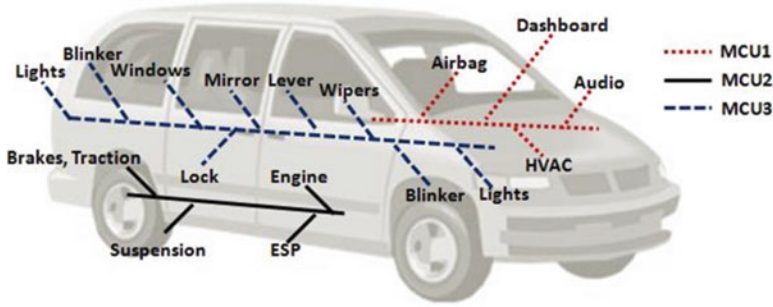 Dashboard
Blinker
Airbag
MCU1
Lights
Windows
Mirror
Lever
Wipers
Audio
MCU2
MCU3
Brakes, Traction
Lock
Engine
HVAC
Blinker
Lights
Suspension
ESP